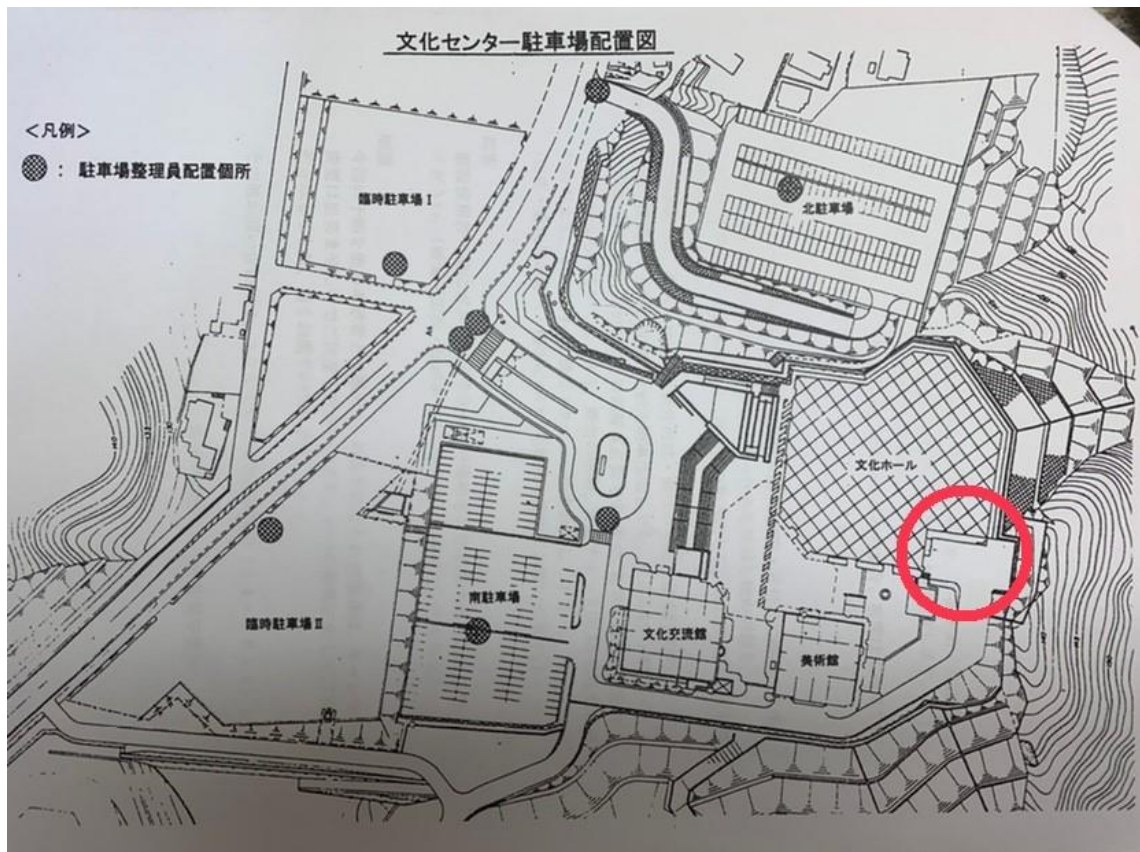 文化センター駐車場配置図
<凡例>
: 駐車場整理員配置個所
臨時駐車場Ⅰ
北駐車場
文化ホール
南駐車場
臨時駐車場Ⅱ
文化交流館
美術館